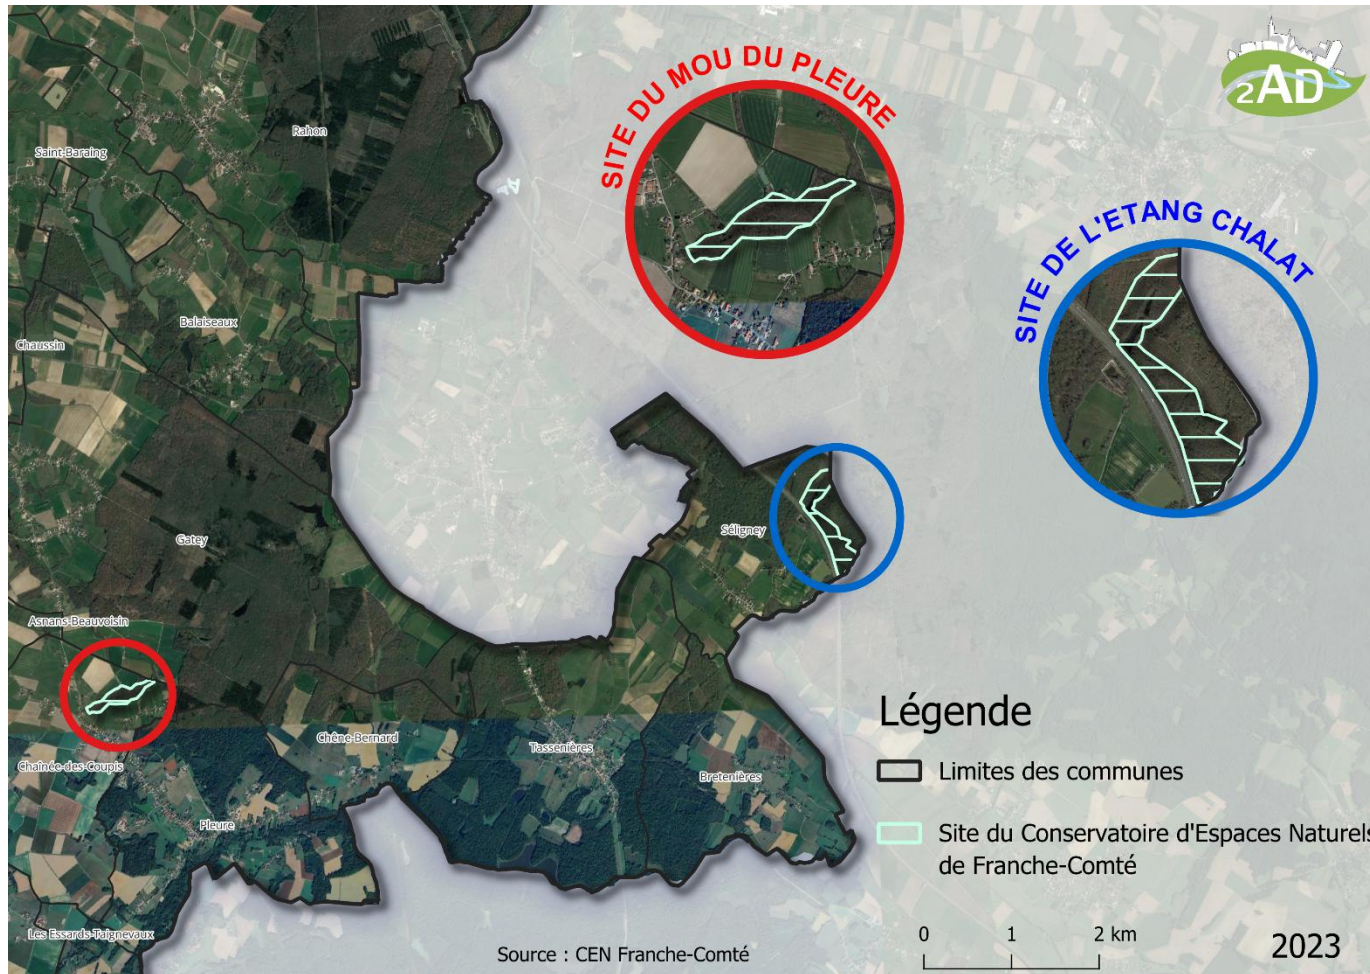 SITE DU MOU DU PLEURE
2AD
SITE DE L'ETANG CHALAT
Rahon
Saint-Baraing
Balaiseaux
Chaussin
Gatey
Séligney
Asnans-Beauvoisin
Chaînée-des-Coupis
Chêne-Bernard
Tassenières
Bretenières
Pleure
Les Essards-Taignevaux
Légende
Limites des communes
Site du Conservatoire d'Espaces Naturels
de Franche-Comté
0 1 2 km
Source : CEN Franche-Comté
2023